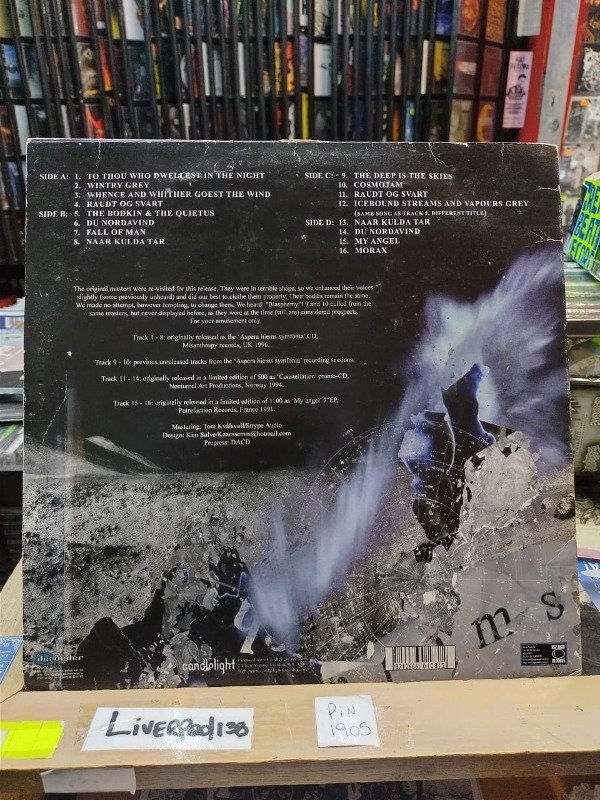 SIDE A: 1. TO THOU WHO DWELLEST IN THE NIGHT
2. WINTRY GREY
3. WHENCE AND WHITHER GOEST THE WIND
4. RAUDT OG SVART
SIDE B: 5. THE BODKIN & THE QUIETUS
6. DU NORDAVIND
7. FALL OF MAN
8. NAAR KULDA TAR
SIDE C: 9. THE DEEP IS THE SKIES
10. COSMOJAM
11. RAUDT OG SVART
12. ICEBOUND STREAMS AND VAPOURS GREY
(SAME SONG AS TRACK 2, DIFFERENT TITLE)
SIDE D: 13. NAAR KULDA TAR
14. DU NORDAVIND
15. MY ANGEL
16. MORAX
The original masters were re-visited for this release. They were in terrible shape, so we enhanced their voices
slightly (some previously unheard) and did our best to clothe them properly. Their bodies remain the same.
We made no attempt, however tempting, to change them. We heard "Blasphemy"! 9 and 10 culled from the
same masters, but never displayed before, as they were at the time (still are) considered prospects.
For your amusement only.
Track 1 - 8: originally released as the 'Aspera hiems symfonia' CD,
Misanthropy records, UK 1996.
Track 9 - 10: previous unreleased tracks from the 'Aspera hiems symfonia' recording sessions.
Track 11 - 14: originally released in a limited edition of 500 as 'Constellation' promo-CD,
Nocturnal Art Productions, Norway 1994.
Track 15 - 16: originally released in a limited edition of 1100 as 'My angel' 7"EP,
Putrefaction Records, France 1991.
Mastering: Tom Kvålsvoll/Strype Audio
Design: Kim Sølve/Kaamosmm@hotmail.com
Prepress: DACD
m s
candlelight
LIVERPOOL138
PiN
1905